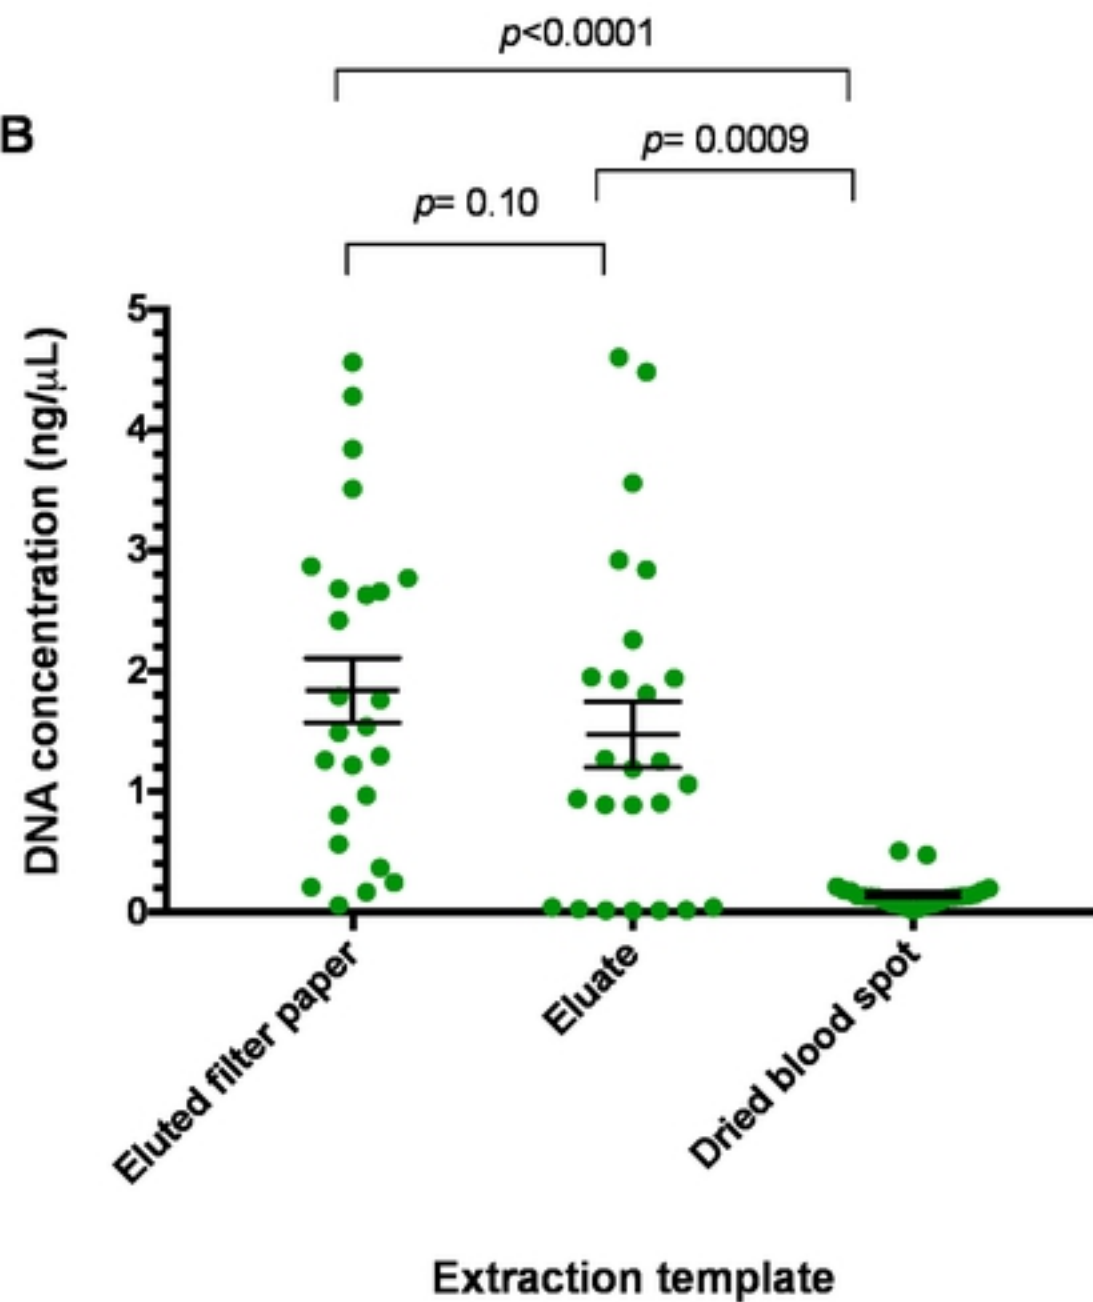 p<0.0001
B
p= 0.0009
p= 0.10
5
4
3
2
1
0
DNA concentration (ng/μL)
Eluted filter paper
Eluate
Dried blood spot
Extraction template